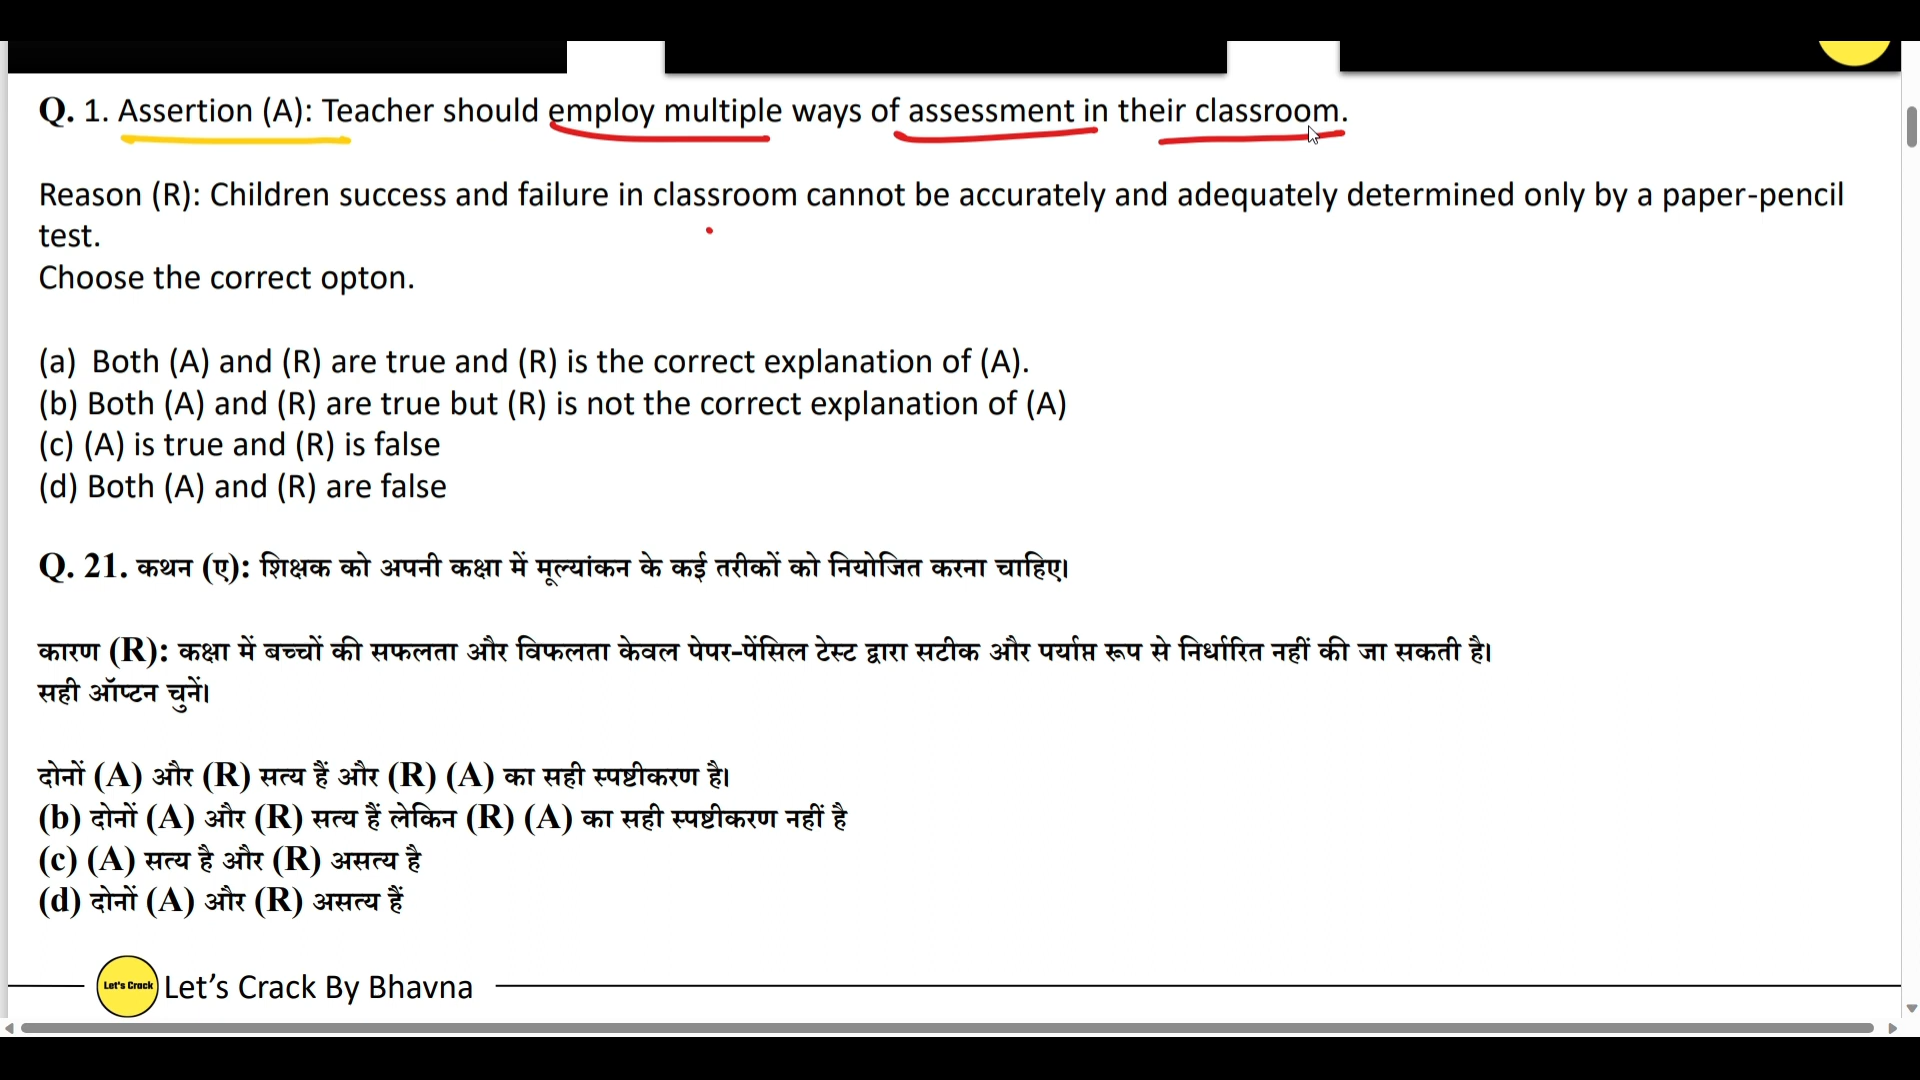 Q. 1. Assertion (A): Teacher should employ multiple ways of assessment in their classroom.
Reason (R): Children success and failure in classroom cannot be accurately and adequately determined only by a paper-pencil
test.
Choose the correct opton.
(a) Both (A) and (R) are true and (R) is the correct explanation of (A).
(b) Both (A) and (R) are true but (R) is not the correct explanation of (A)
(c) (A) is true and (R) is false
(d) Both (A) and (R) are false
Q. 21. कथन (ए): शिक्षक को अपनी कक्षा में मूल्यांकन के कई तरीकों को नियोजित करना चाहिए।
कारण (R): कक्षा में बच्चों की सफलता और विफलता केवल पेपर-पेंसिल टेस्ट द्वारा सटीक और पर्याप्त रूप से निर्धारित नहीं की जा सकती है।
सही ऑप्टन चुनें।
दोनों (A) और (R) सत्य हैं और (R) (A) का सही स्पष्टीकरण है।
(b) दोनों (A) और (R) सत्य हैं लेकिन (R) (A) का सही स्पष्टीकरण नहीं है
(c) (A) सत्य है और (R) असत्य है
(d) दोनों (A) और (R) असत्य हैं
Let's Crack Let’s Crack By Bhavna